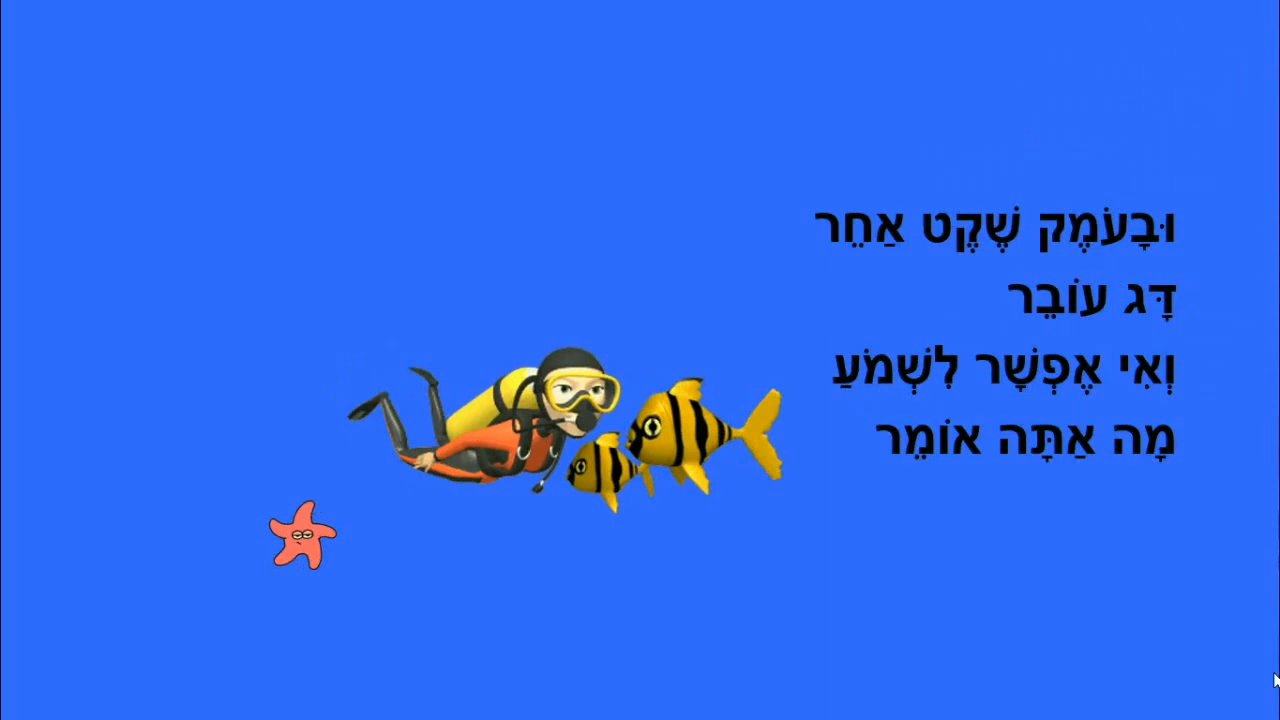 וּבָעֹמֶק שֶׁקֶט אַחֵר
דָּג עוֹבֵר
וְאִי אֶפְשָׁר לִשְׁמֹעַ
מָה אַתָּה אוֹמֵר